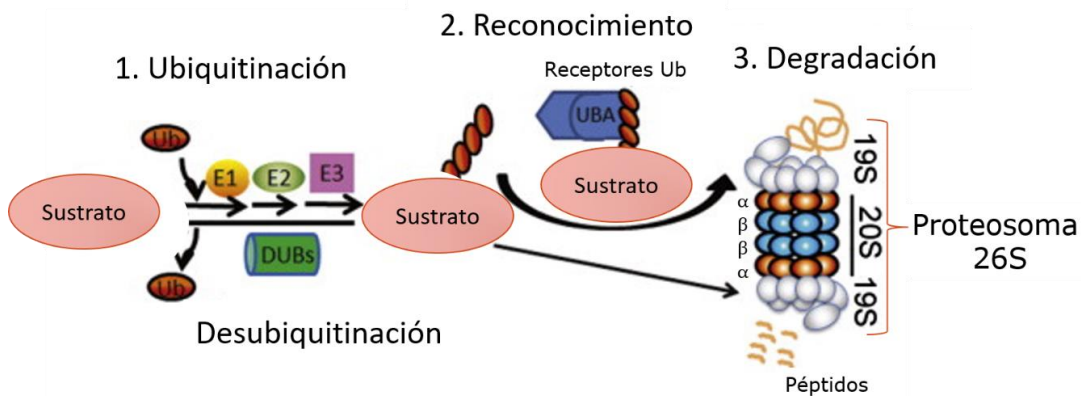 1. Ubiquitinación
2. Reconocimiento
3. Degradación
Receptores Ub
Ub
E1
E2
E3
UBA
Sustrato
Sustrato
Sustrato
DUBs
Ub
Desubiquitinación
α
β
β
α
19S
20S
19S
Proteosoma
26S
Péptidos